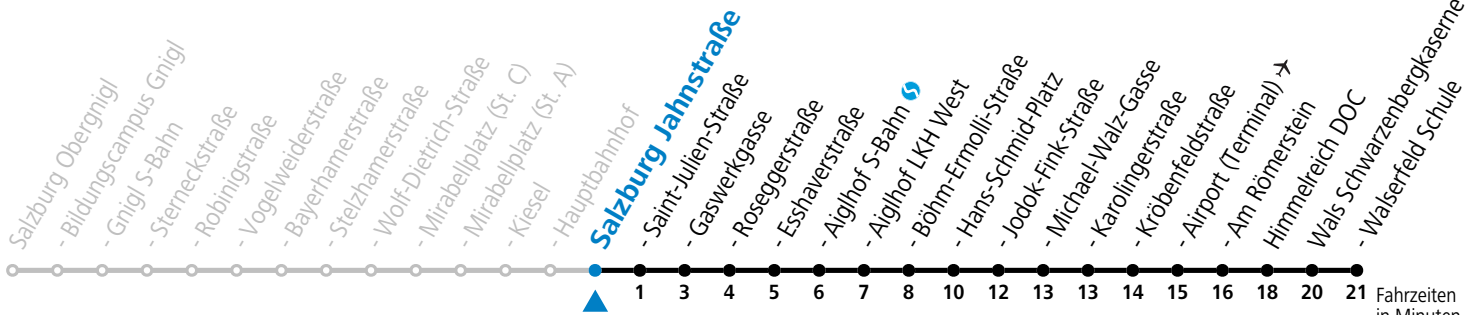 Salzburg Obergnigl
- Bildungscampus Gnigl
- Gnigl S-Bahn
- Sterneckstraße
- Robinigstraße
- Vogelweiderstraße
- Bayerhamerstraße
- Stelzhamerstraße
- Wolf-Dietrich-Straße
- Mirabellplatz (St. C)
- Mirabellplatz (St. A)
- Kiesel
- Hauptbahnhof
Salzburg Jahnstraße
- Saint-Julien-Straße
- Gaswerkgasse
- Roseggerstraße
- Esshaverstraße
- Aiglhof S-Bahn
- Aiglhof LKH West
- Böhm-Ermolli-Straße
- Hans-Schmid-Platz
- Jodok-Fink-Straße
- Michael-Walz-Gasse
- Karolingerstraße
- Kröbenfeldstraße
- Airport (Terminal)
- Am Römerstein
Himmelreich DOC
Wals Schwarzenbergkaserne
- Walserfeld Schule
1 3 4 5 6 7 8 10 12 13 13 14 15 16 18 20 21 Fahrzeiten
in Minuten